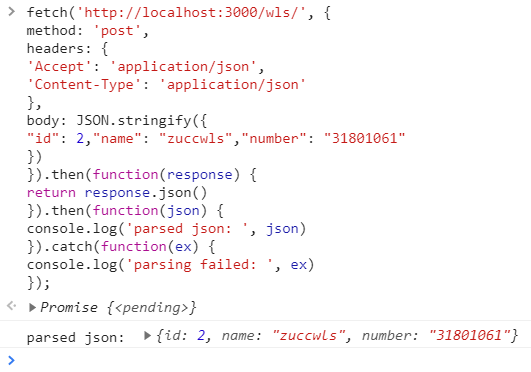 fetch('http://localhost:3000/wls/', {
method: 'post',
headers: {
'Accept': 'application/json',
'Content-Type': 'application/json'
},
body: JSON.stringify({
"id": 2,"name": "zuccwls","number": "31801061"
})
}).then(function(response) {
return response.json()
}).then(function(json) {
console.log('parsed json: ', json)
}).catch(function(ex) {
console.log('parsing failed: ', ex)
});
Promise {<pending>}
parsed json: {id: 2, name: "zuccwls", number: "31801061"}